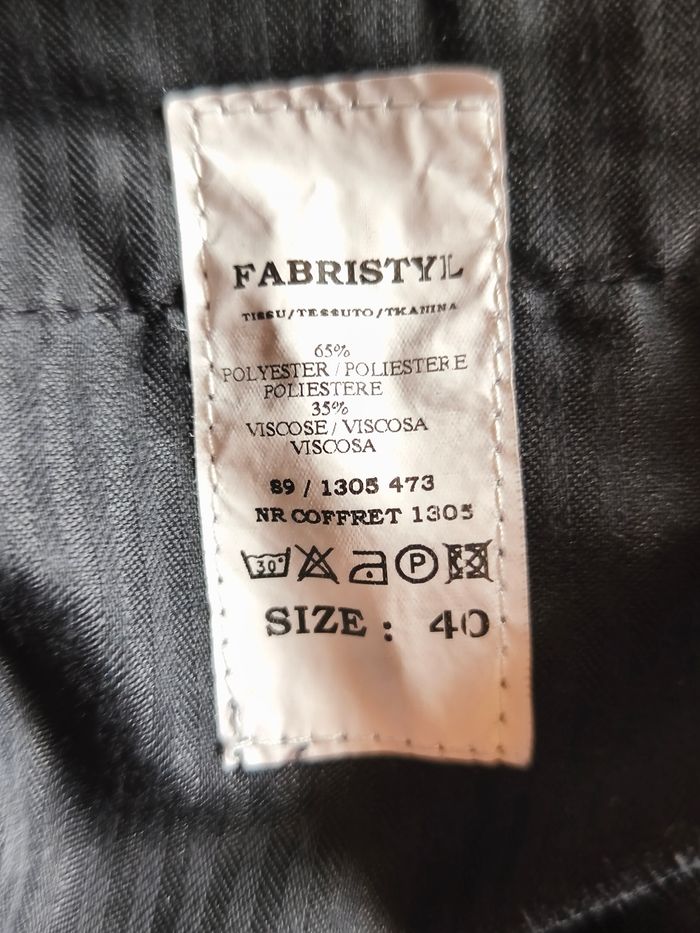 FABRISTYL
TISSU/TESSUTO/TKANINA
65%
POLYESTER / POLIESTERE
POLIESTERE
35%
VISCOSE / VISCOSA
VISCOSA
89 / 1305 473
NR COFFRET 1305
30°
P
SIZE : 40